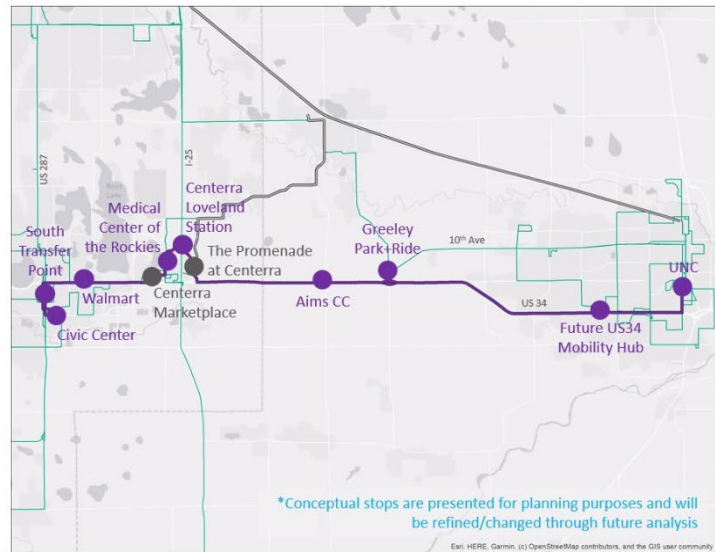 US 287
I-25
Medical
Center of
the Rockies
Centerra
Loveland
Station
South
Transfer
Point
The Promenade
at Centerra
Greeley
Park+Ride
10th Ave
UNC
Walmart
Centerra
Marketplace
Aims CC
US 34
Civic Center
Future US34
Mobility Hub
*Conceptual stops are presented for planning purposes and will
be refined/changed through future analysis
Esri, HERE, Garmin, (c) OpenStreetMap contributors, and the GIS user community